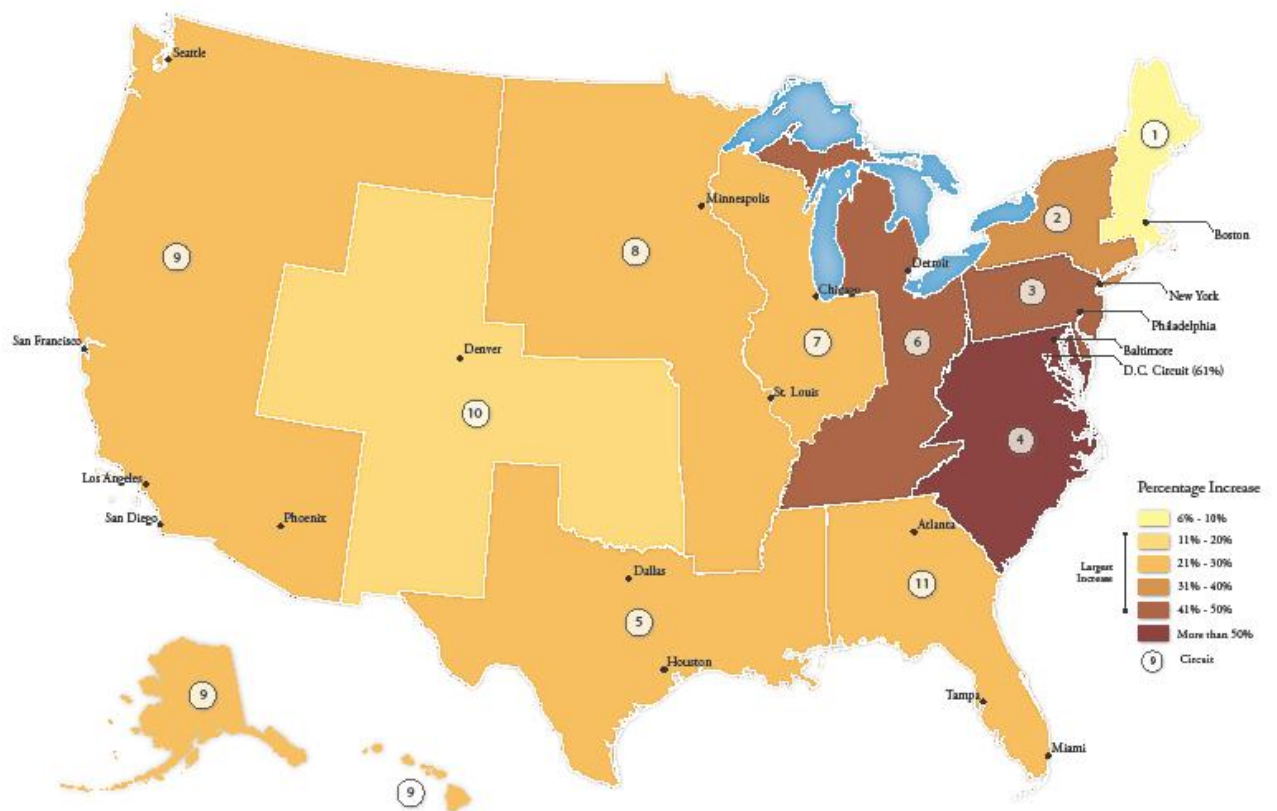 Seattle
1
Minneapolis
2
Boston
9
8
Detroit
Chicago
3
New York
Philadelphia
San Francisco
Denver
7
6
Baltimore
D.C. Circuit (61%)
St. Louis
10
4
Los Angeles
San Diego
Phoenix
Atlanta
Dallas
11
5
Houston
Tampa
Miami
9
9
Percentage Increase
6% - 10%
11% - 20%
21% - 30%
31% - 40%
41% - 50%
More than 50%
Largest
Increase
9 Circuit